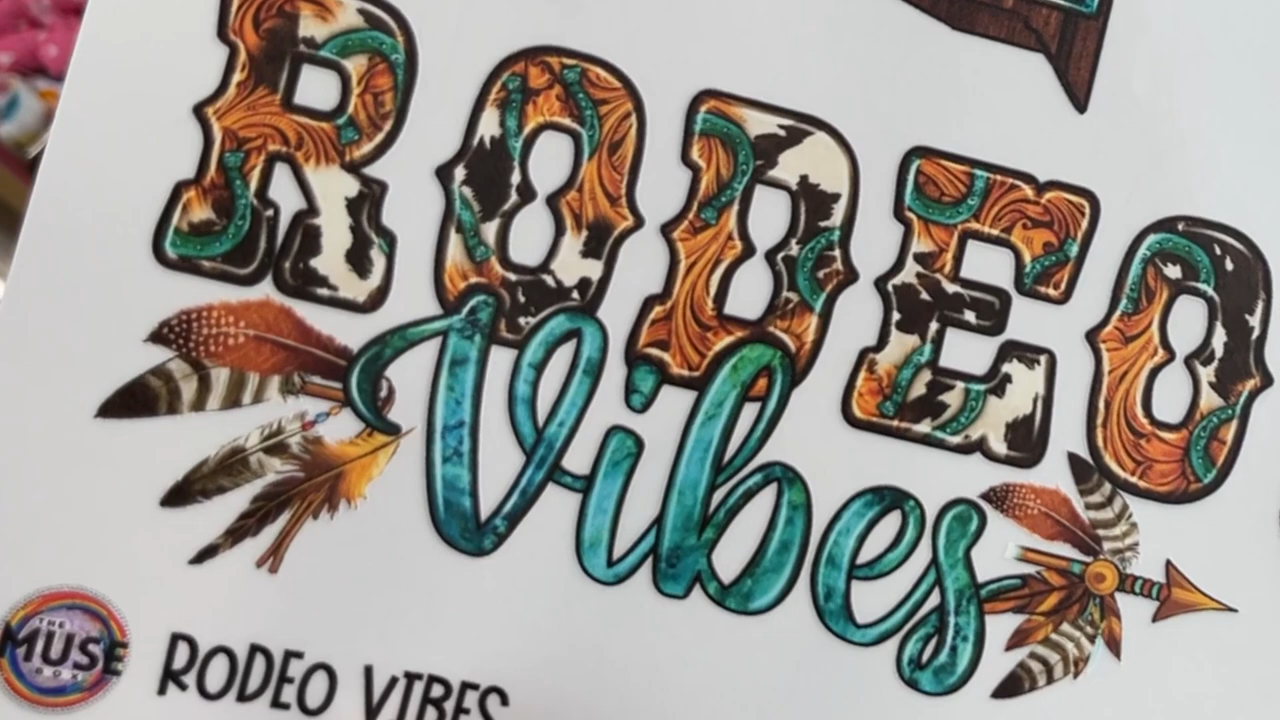 RODEO
Vibes
THE
MUSE
BOX
RODEO VIBES